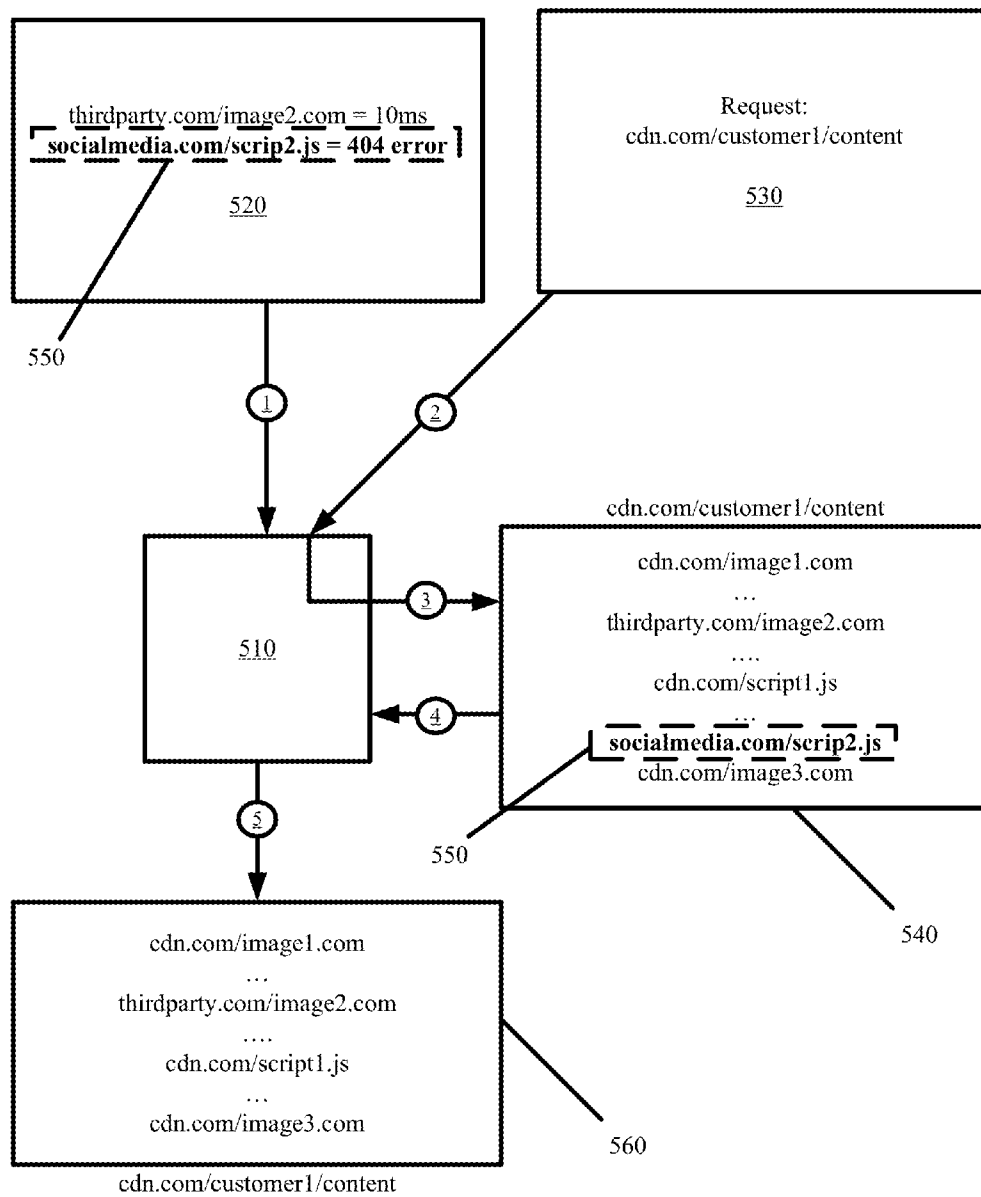 thirdparty.com/image2.com = 10ms
socialmedia.com/scrip2.js = 404 error
520
550
Request:
cdn.com/customer1/content
530
1
2
510
3
4
5
cdn.com/customer1/content
cdn.com/image1.com
...
thirdparty.com/image2.com
....
cdn.com/script1.js
...
socialmedia.com/scrip2.js
cdn.com/image3.com
550
540
cdn.com/image1.com
...
thirdparty.com/image2.com
....
cdn.com/script1.js
...
cdn.com/image3.com
560
cdn.com/customer1/content